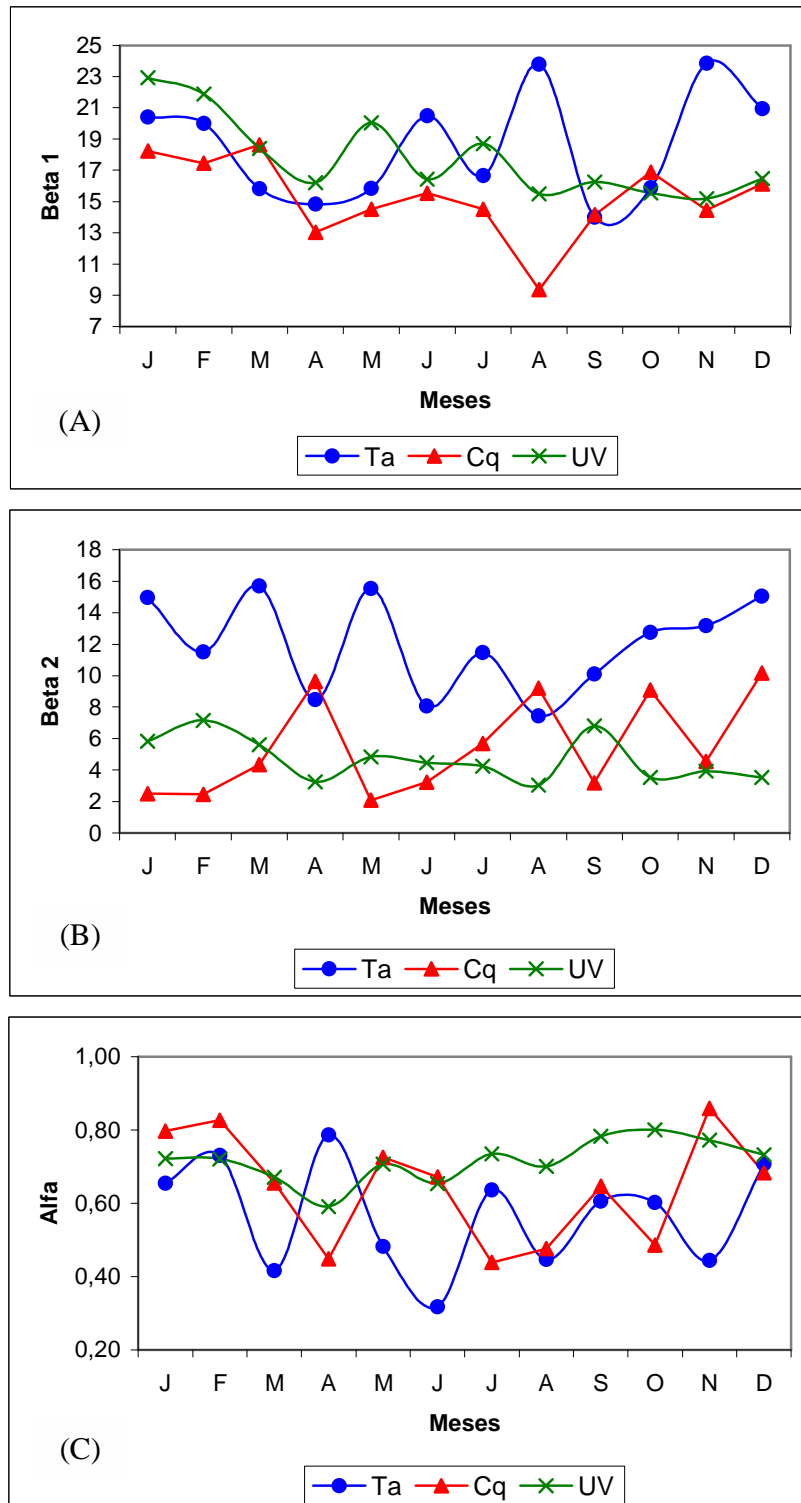 25
23
21
19
17
15
13
11
9
7
Beta 1
J F M A M J J A S O N D
Meses
(A)
Ta Cq UV
18
16
14
12
10
8
6
4
2
0
Beta 2
J F M A M J J A S O N D
Meses
(B)
Ta Cq UV
1,00
0,80
0,60
0,40
0,20
Alfa
J F M A M J J A S O N D
Meses
(C)
Ta Cq UV